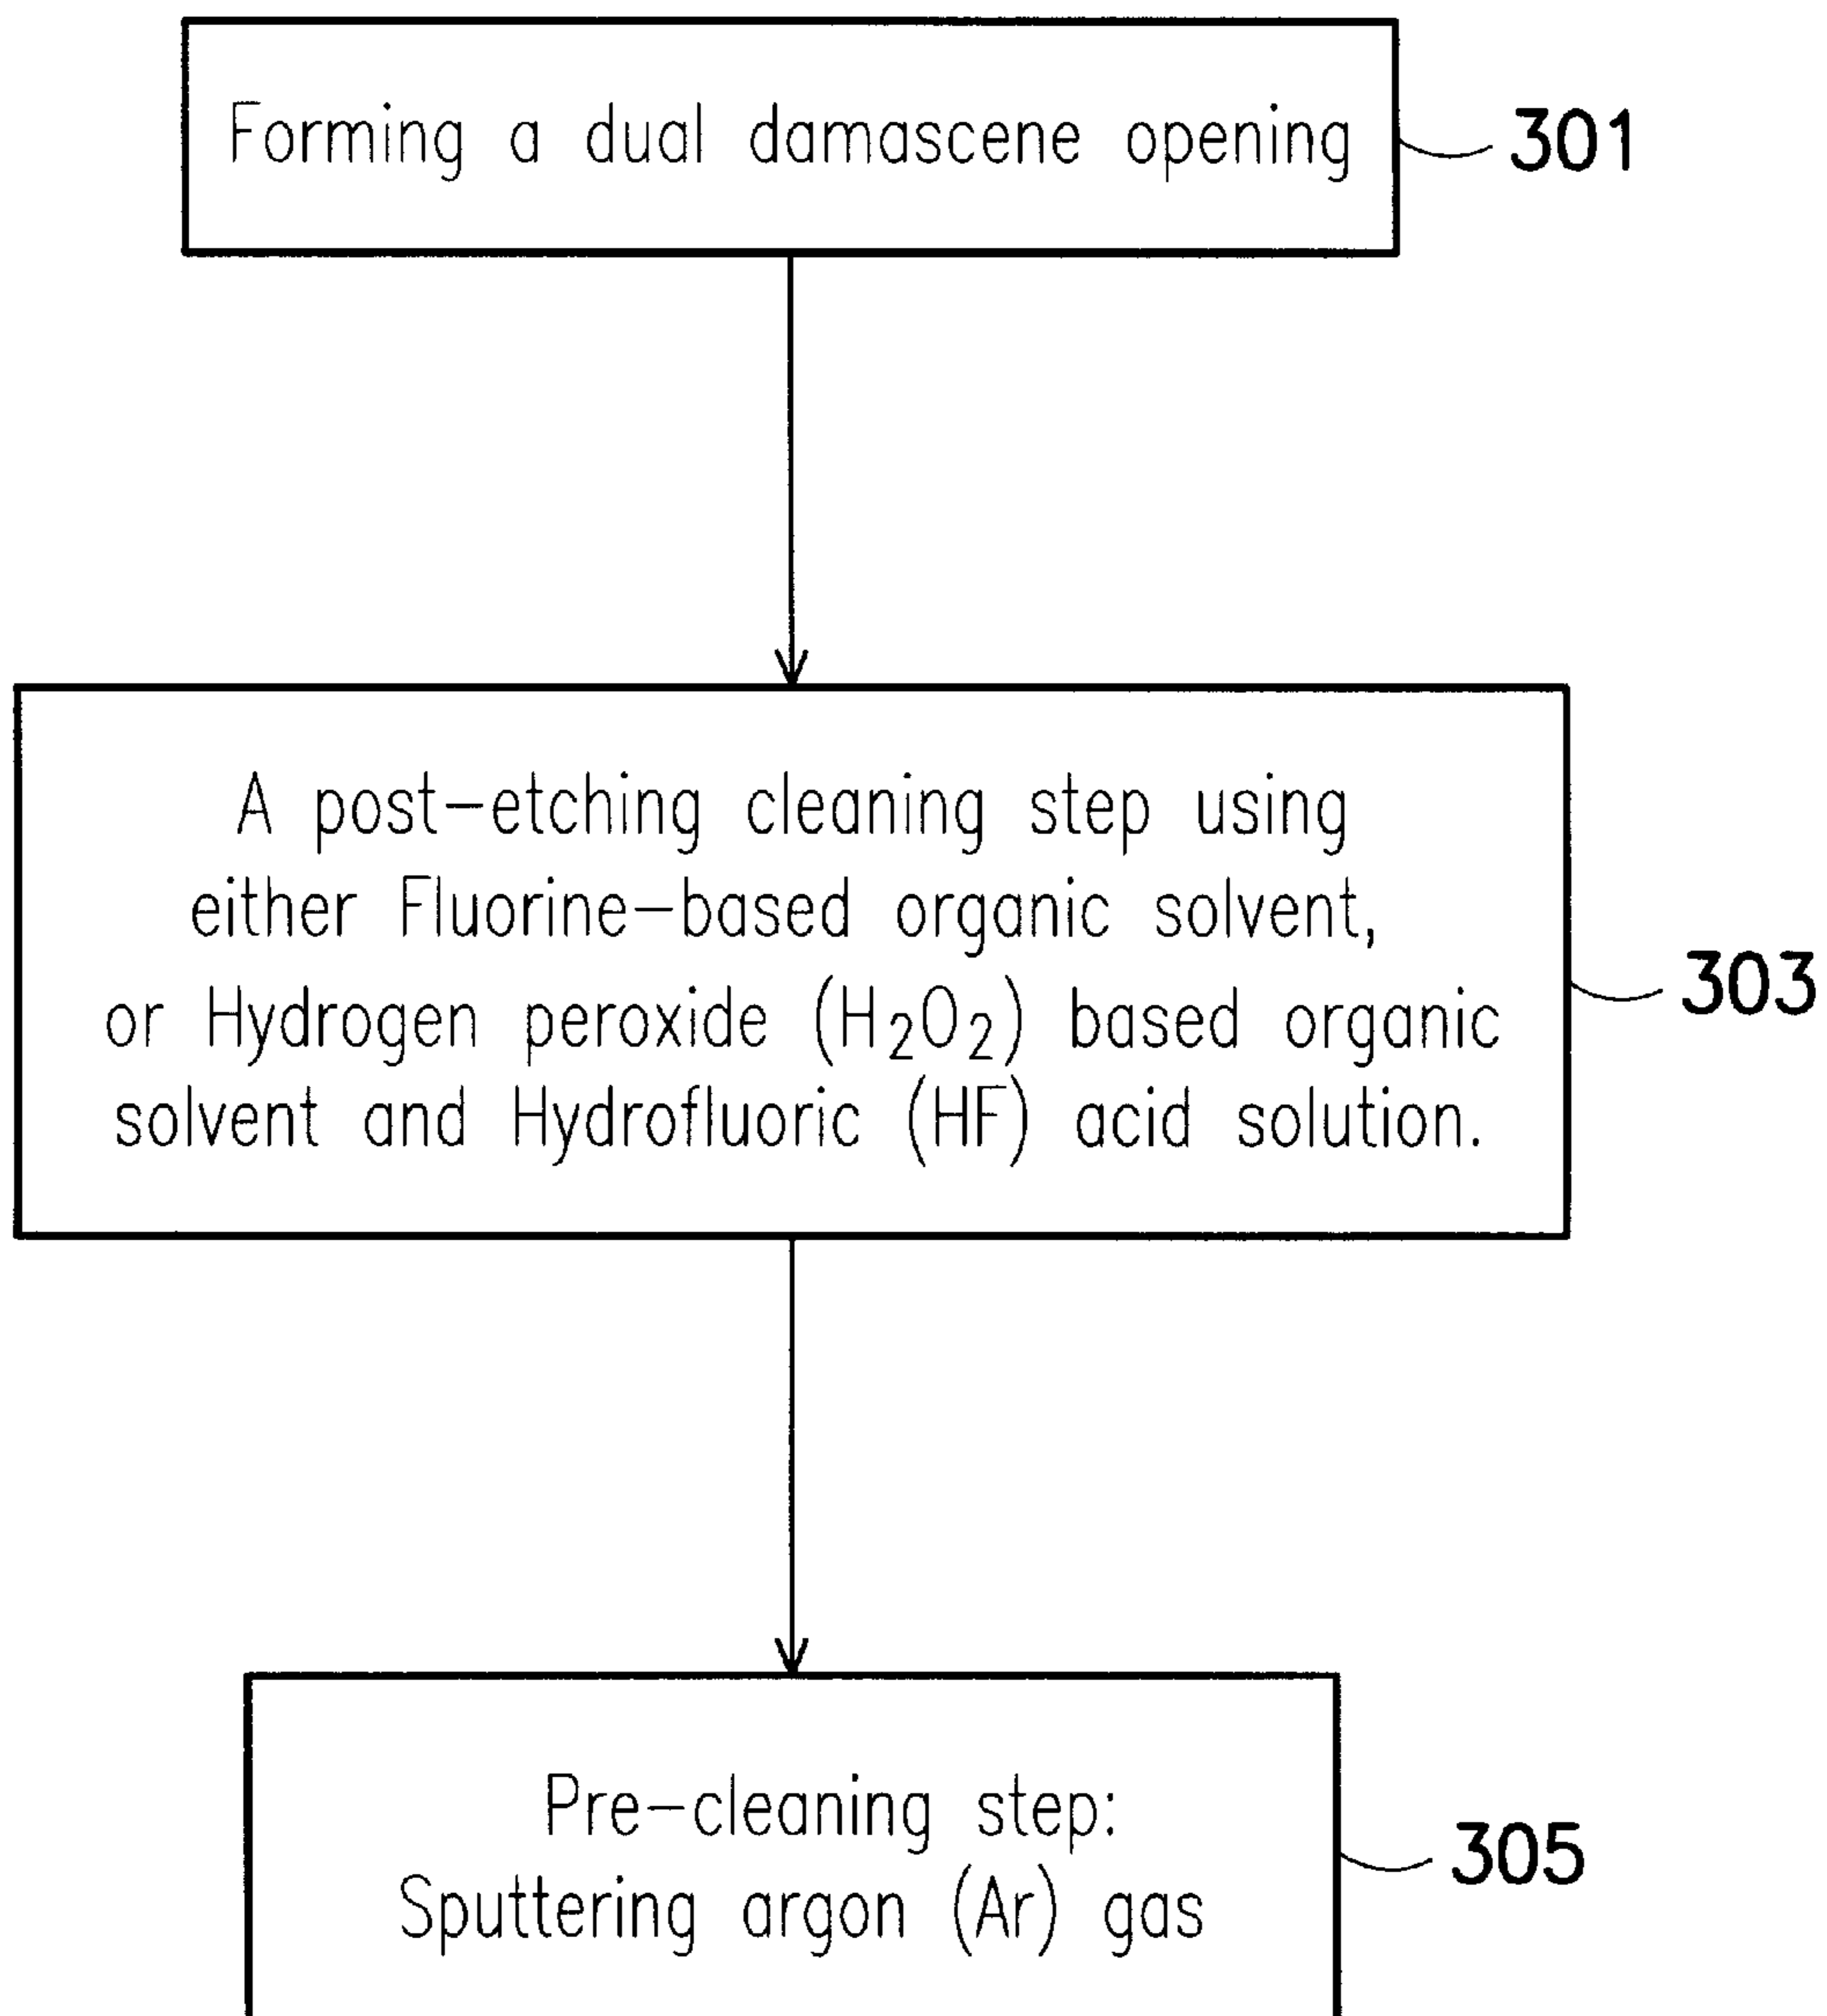 Forming a dual damascene opening
301
A post-etching cleaning step using
either Fluorine-based organic solvent,
or Hydrogen peroxide (H₂O₂) based organic
solvent and Hydrofluoric (HF) acid solution.
303
Pre-cleaning step:
Sputtering argon (Ar) gas
305